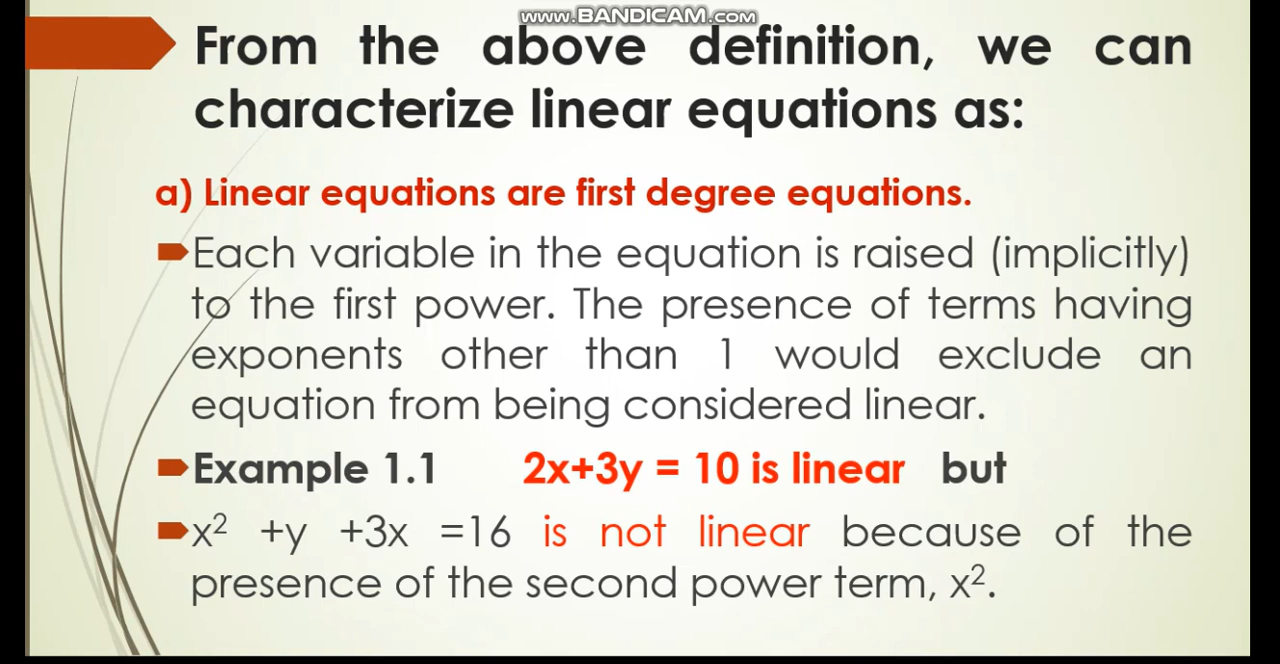 www.BANDICAM.com
From the above definition, we can
characterize linear equations as:
a) Linear equations are first degree equations.
Each variable in the equation is raised (implicitly)
to the first power. The presence of terms having
exponents other than 1 would exclude an
equation from being considered linear.
Example 1.1 2x+3y = 10 is linear but
x² +y +3x =16 is not linear because of the
presence of the second power term, x².